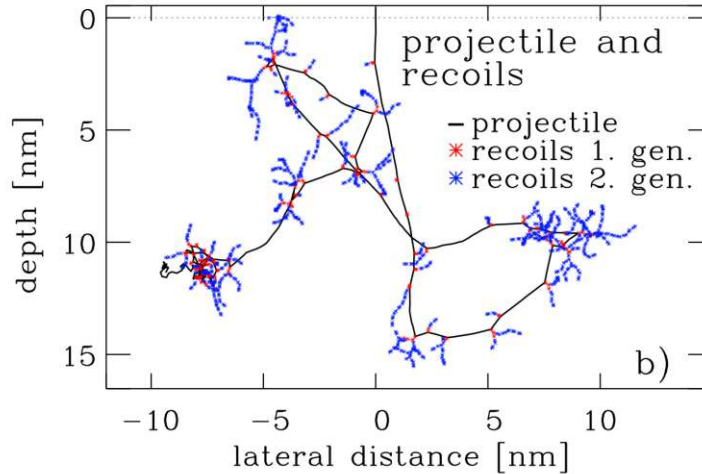 0
projectile and
recoils
5
projectile
recoils 1. gen.
recoils 2. gen.
depth [nm]
10
15
b)
−10
−5
0
5
10
lateral distance [nm]